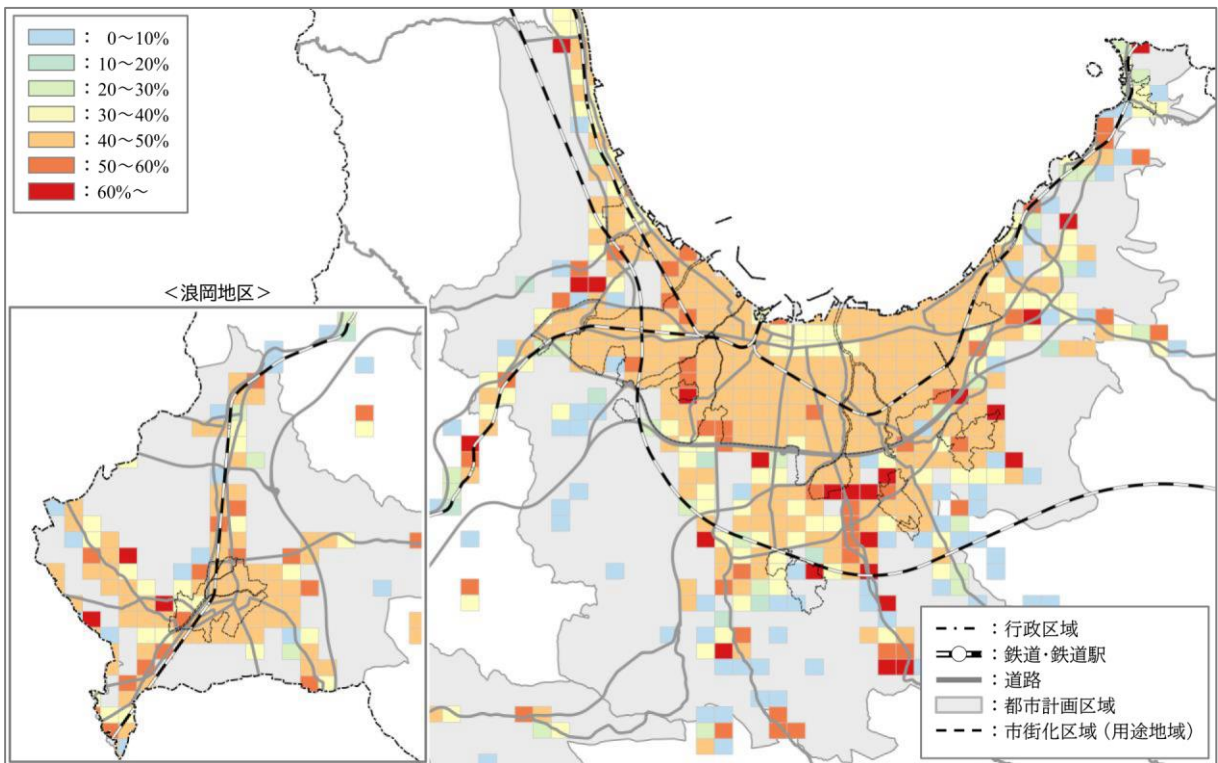 ： 0～10%
： 10～20%
： 20～30%
： 30～40%
： 40～50%
： 50～60%
： 60%～
＜浪岡地区＞
：行政区域
：鉄道・鉄道駅
：道路
：都市計画区域
：市街化区域（用途地域）